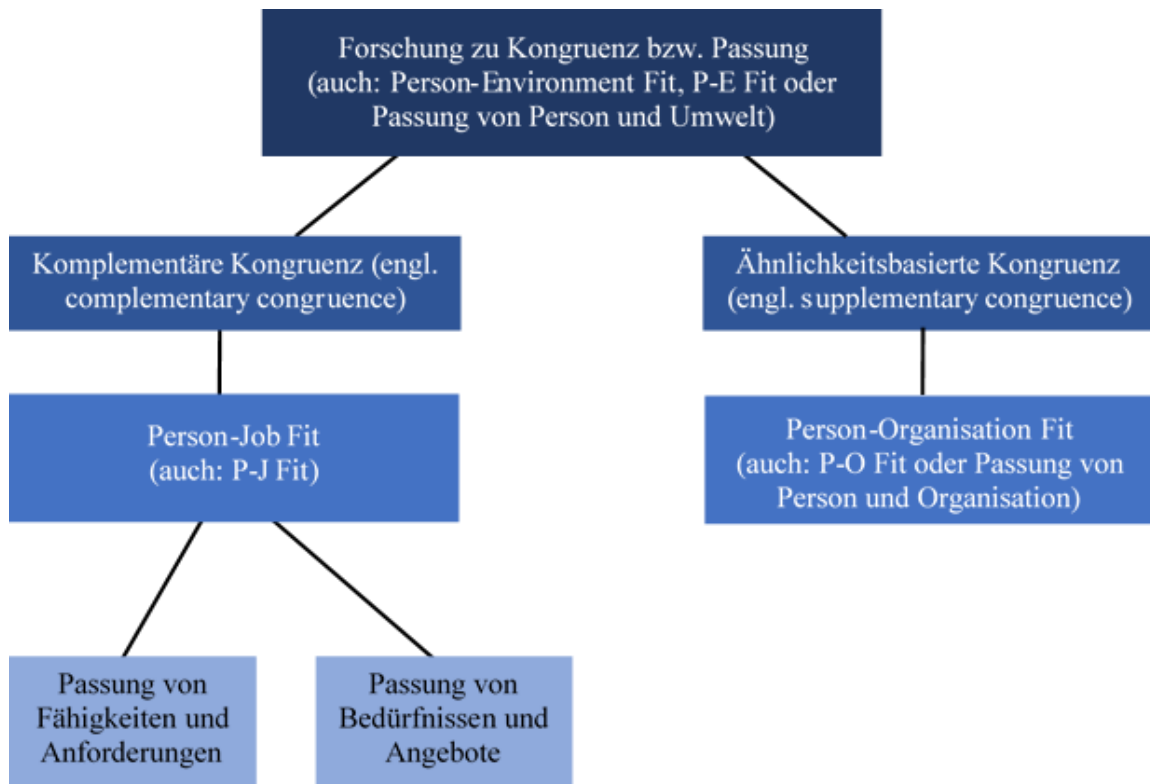 Forschung zu Kongruenz bzw. Passung
(auch: Person-Environment Fit, P-E Fit oder
Passung von Person und Umwelt)
Komplementäre Kongruenz (engl.
complementary congruence)
Ähnlichkeitsbasierte Kongruenz
(engl. supplementary congruence)
Person-Job Fit
(auch: P-J Fit)
Person-Organisation Fit
(auch: P-O Fit oder Passung von
Person und Organisation)
Passung von
Fähigkeiten und
Anforderungen
Passung von
Bedürfnissen und
Angebote